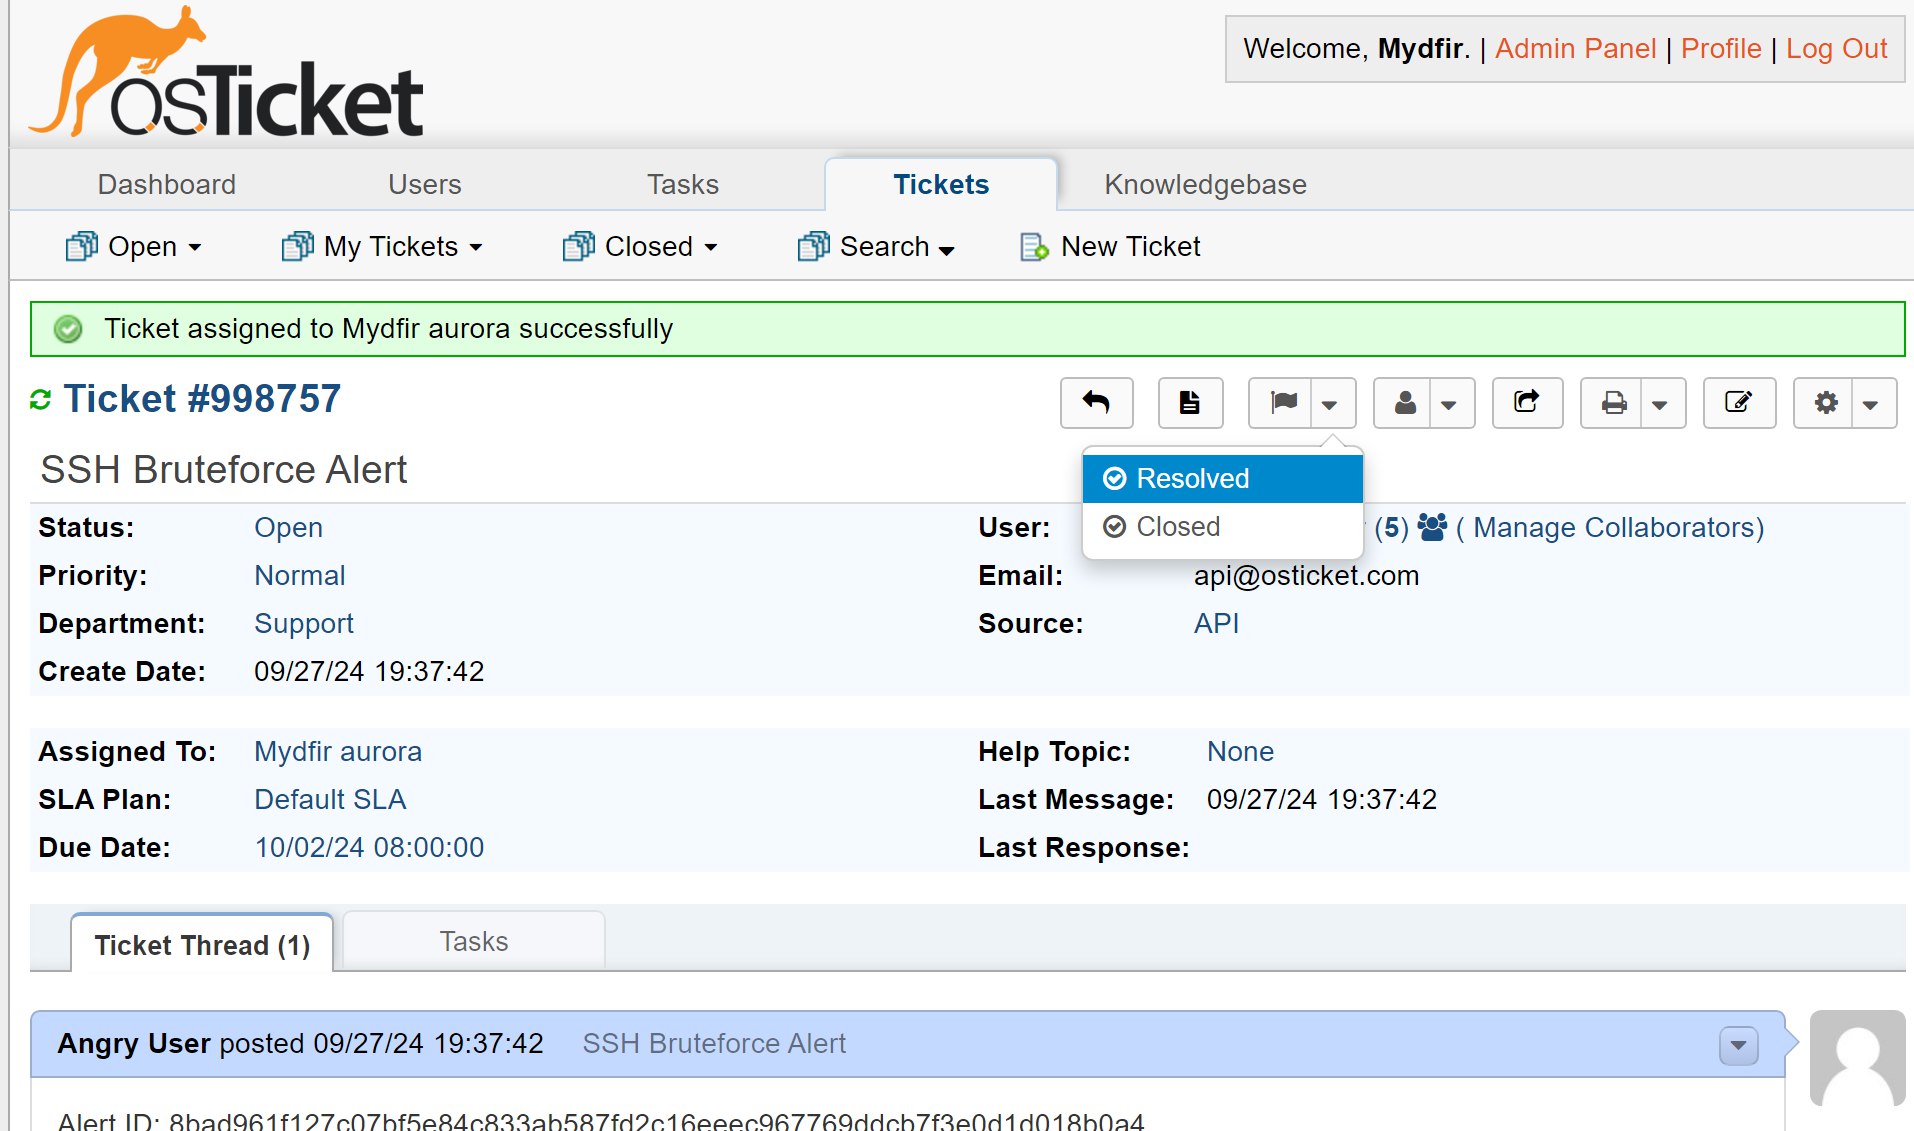 osTicket
Welcome, Mydfir. | Admin Panel | Profile | Log Out
Dashboard Users Tasks Tickets Knowledgebase
Open My Tickets Closed Search New Ticket
Ticket assigned to Mydfir aurora successfully
Ticket #998757
SSH Bruteforce Alert
Resolved
Closed
Status: Open
Priority: Normal
Department: Support
Create Date: 09/27/24 19:37:42
User: (5) ( Manage Collaborators)
Email: api@osticket.com
Source: API
Assigned To: Mydfir aurora
SLA Plan: Default SLA
Due Date: 10/02/24 08:00:00
Help Topic: None
Last Message: 09/27/24 19:37:42
Last Response:
Ticket Thread (1) Tasks
Angry User posted 09/27/24 19:37:42 SSH Bruteforce Alert
Alert ID: 8bad961f127c07bf5e84c833ab587fd2c16eeec967769ddcb7f3e0d1d018b0a4